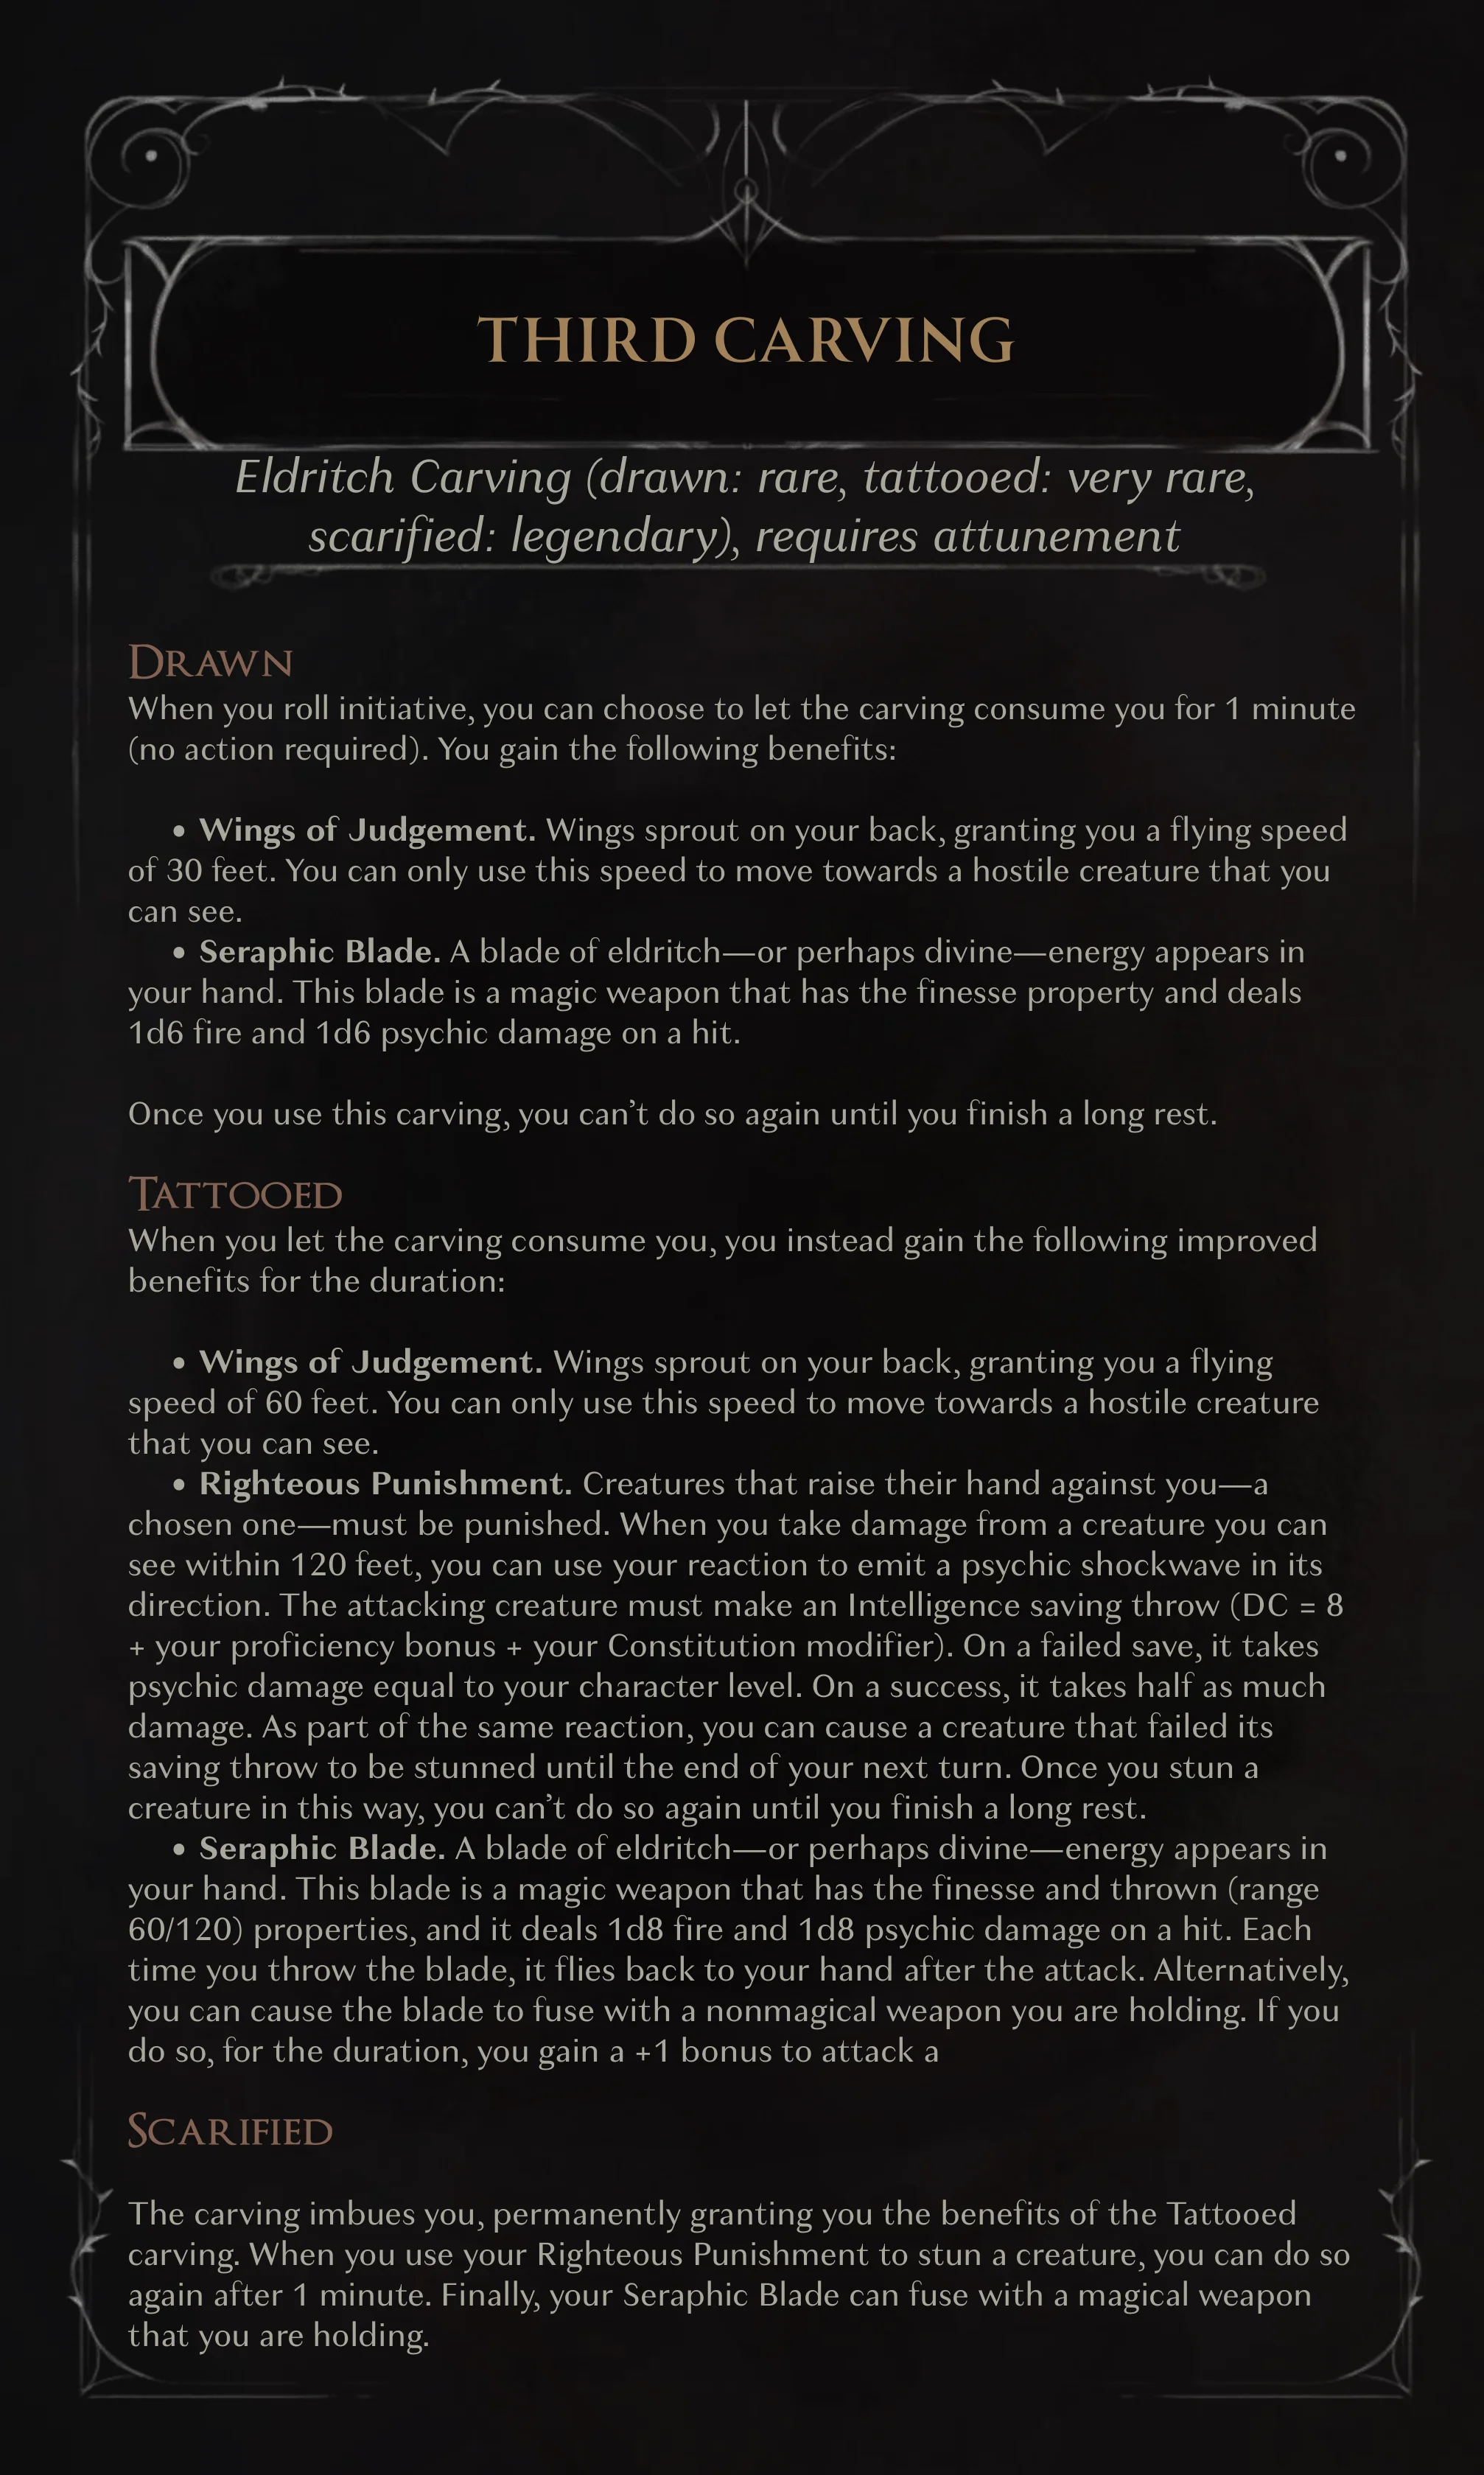 THIRD CARVING
Eldritch Carving (drawn: rare, tattooed: very rare,
scarified: legendary), requires attunement
DRAWN
When you roll initiative, you can choose to let the carving consume you for 1 minute
(no action required). You gain the following benefits:
• Wings of Judgement. Wings sprout on your back, granting you a flying speed
of 30 feet. You can only use this speed to move towards a hostile creature that you
can see.
• Seraphic Blade. A blade of eldritch—or perhaps divine—energy appears in
your hand. This blade is a magic weapon that has the finesse property and deals
1d6 fire and 1d6 psychic damage on a hit.
Once you use this carving, you can’t do so again until you finish a long rest.
TATTOOED
When you let the carving consume you, you instead gain the following improved
benefits for the duration:
• Wings of Judgement. Wings sprout on your back, granting you a flying
speed of 60 feet. You can only use this speed to move towards a hostile creature
that you can see.
• Righteous Punishment. Creatures that raise their hand against you—a
chosen one—must be punished. When you take damage from a creature you can
see within 120 feet, you can use your reaction to emit a psychic shockwave in its
direction. The attacking creature must make an Intelligence saving throw (DC = 8
+ your proficiency bonus + your Constitution modifier). On a failed save, it takes
psychic damage equal to your character level. On a success, it takes half as much
damage. As part of the same reaction, you can cause a creature that failed its
saving throw to be stunned until the end of your next turn. Once you stun a
creature in this way, you can’t do so again until you finish a long rest.
• Seraphic Blade. A blade of eldritch—or perhaps divine—energy appears in
your hand. This blade is a magic weapon that has the finesse and thrown (range
60/120) properties, and it deals 1d8 fire and 1d8 psychic damage on a hit. Each
time you throw the blade, it flies back to your hand after the attack. Alternatively,
you can cause the blade to fuse with a nonmagical weapon you are holding. If you
do so, for the duration, you gain a +1 bonus to attack a
SCARIFIED
The carving imbues you, permanently granting you the benefits of the Tattooed
carving. When you use your Righteous Punishment to stun a creature, you can do so
again after 1 minute. Finally, your Seraphic Blade can fuse with a magical weapon
that you are holding.